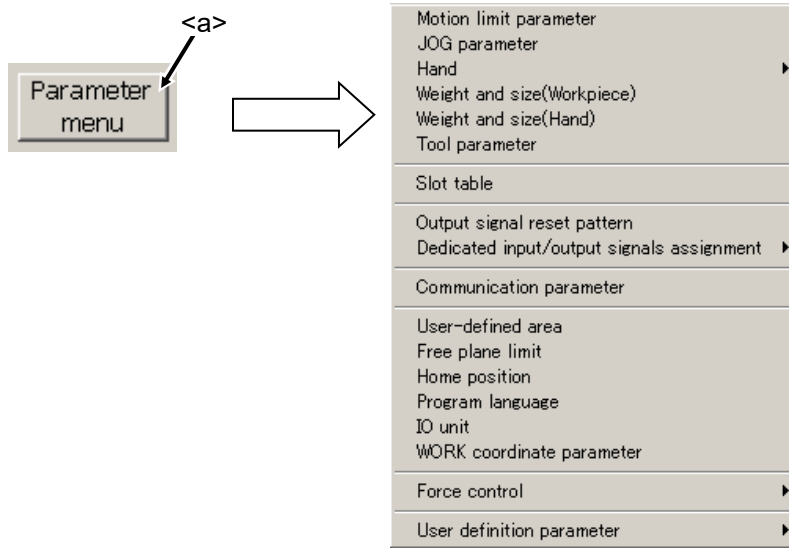 <a>
Parameter
menu
Motion limit parameter
JOG parameter
Hand
Weight and size(Workpiece)
Weight and size(Hand)
Tool parameter
Slot table
Output signal reset pattern
Dedicated input/output signals assignment
Communication parameter
User-defined area
Free plane limit
Home position
Program language
IO unit
WORK coordinate parameter
Force control
User definition parameter